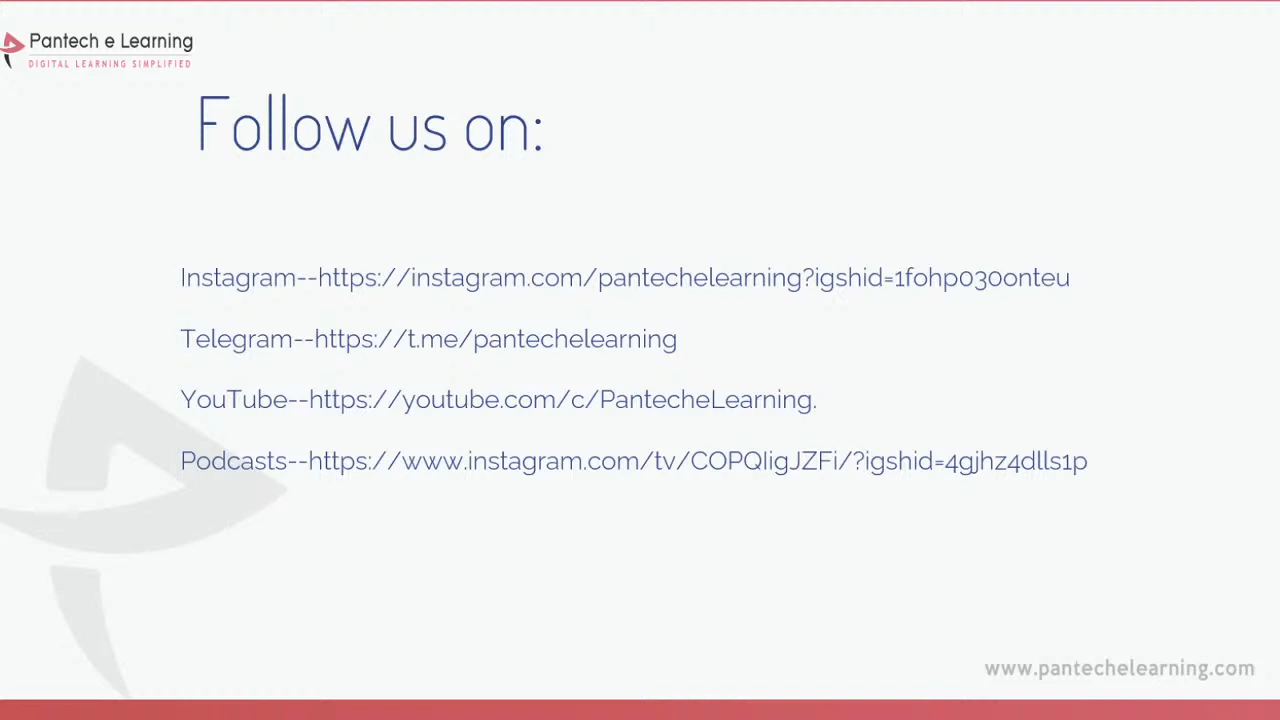 Pantech e Learning
DIGITAL LEARNING SIMPLIFIED
Follow us on:
Instagram--https://instagram.com/pantechelearning?igshid=1fohp030onteu
Telegram--https://t.me/pantechelearning
YouTube--https://youtube.com/c/PantecheLearning.
Podcasts--https://www.instagram.com/tv/COPQIigJZFi/?igshid=4gjhz4dlls1p
www.pantechelearning.com